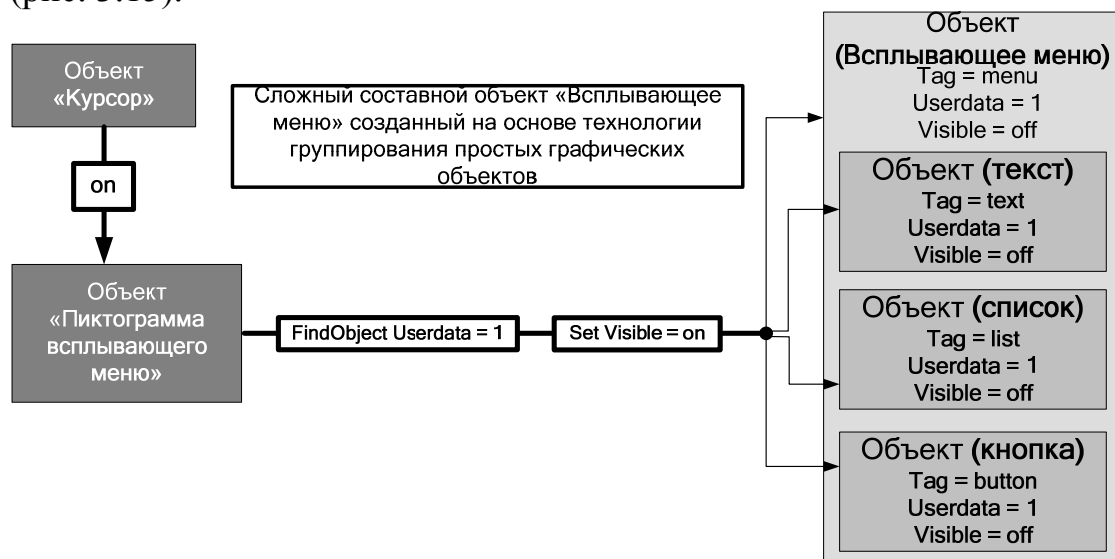 (рис. 3.15).
Объект
«Курсор»
on
Объект
«Пиктограмма
всплывающего
меню»
Сложный составной объект «Всплывающее
меню» созданный на основе технологии
группирования простых графических
объектов
FindObject Userdata = 1
Set Visible = on
Объект
(Всплывающее меню)
Tag = menu
Userdata = 1
Visible = off
Объект (текст)
Tag = text
Userdata = 1
Visible = off
Объект (список)
Tag = list
Userdata = 1
Visible = off
Объект (кнопка)
Tag = button
Userdata = 1
Visible = off